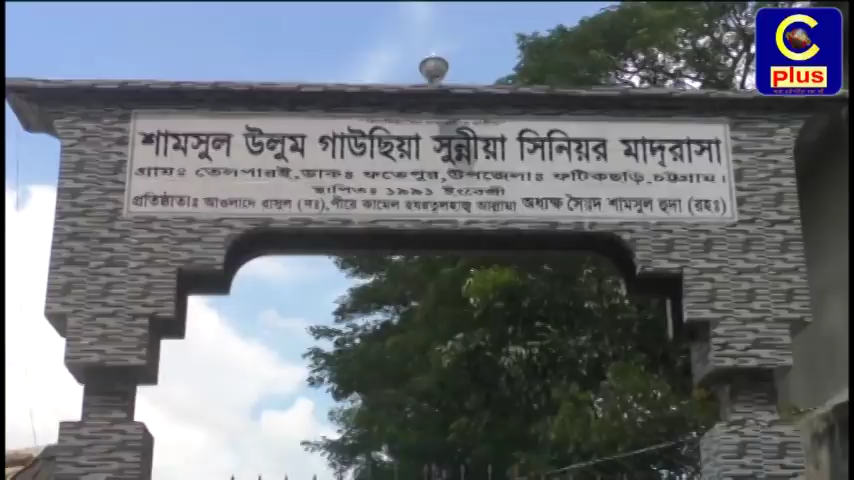 C
plus
শামসুল উলুম গাউছিয়া সুন্নীয়া সিনিয়র মাদ্রাসা
গ্রামঃ তেলপারই, ডাকঃ ফতেপুর, উপজেলাঃ ফটিকছড়ি, চট্টগ্রাম।
স্থাপিতঃ ১৯৯১ ইংরেজী
প্রতিষ্ঠাতাঃ আওলাদে রাসুল (দঃ), পীরে কামেল হযরতুলহাজ্ব আল্লামা অধ্যক্ষ সৈয়দ শামসুল হুদা (রহঃ)